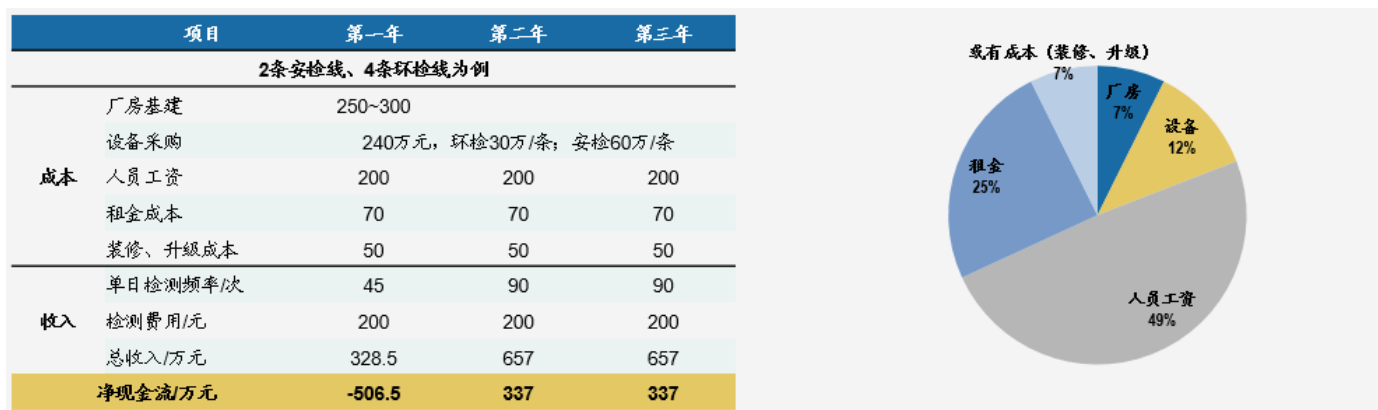 项目 第一年 第二年 第三年
2条安检线、4条环检线为例
厂房基建 250~300
设备采购 240万元，环检30万/条；安检60万/条
成本 人员工资 200 200 200
租金成本 70 70 70
装修、升级成本 50 50 50
单日检测频率/次 45 90 90
收入 检测费用/元 200 200 200
总收入/万元 328.5 657 657
净现金流/万元 -506.5 337 337
或有成本（装修、升级）
7%
厂房
7%
设备
12%
租金
25%
人员工资
49%